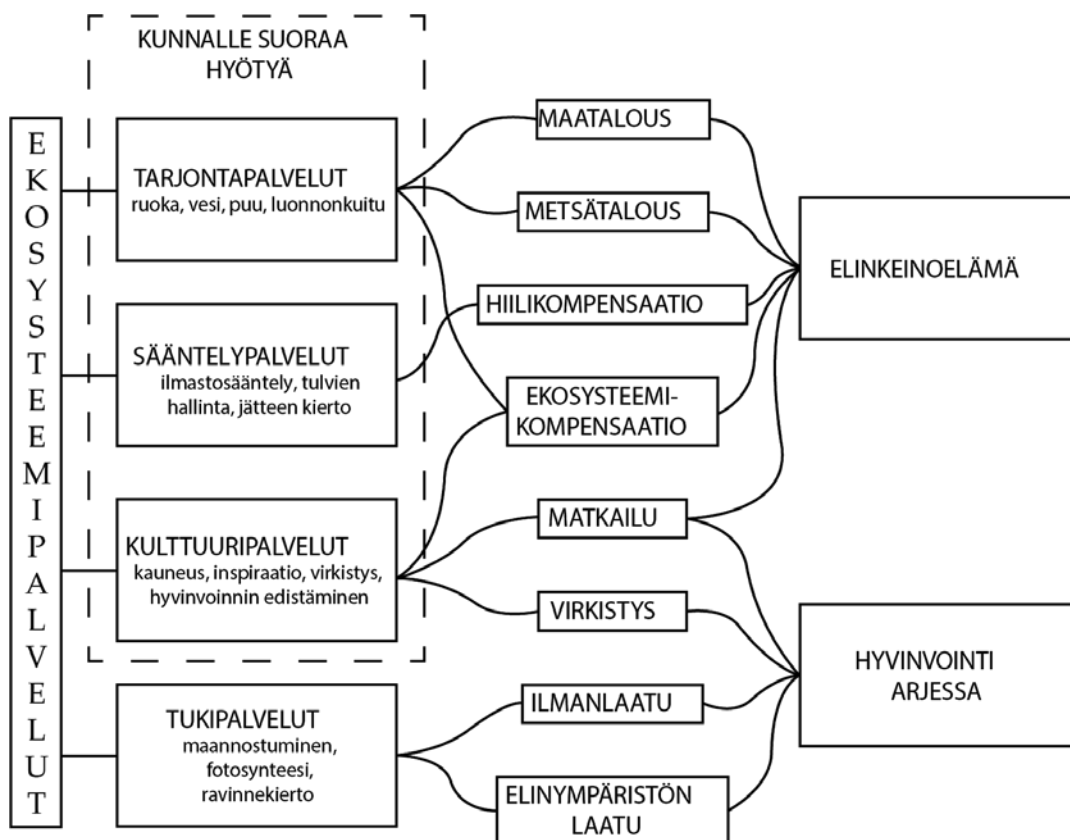 EKOSYSTEEMIPALVELUT
KUNNALLE SUORAA
HYÖTYÄ
TARJONTAPALVELUT
ruoka, vesi, puu, luonnonkuitu
SÄÄNTELYPALVELUT
ilmastosääntely, tulvien
hallinta, jätteen kierto
KULTTUURIPALVELUT
kauneus, inspiraatio, virkistys,
hyvinvoinnin edistäminen
TUKIPALVELUT
maannostuminen,
fotosynteesi,
ravinnekierto
MAATALOUS
METSÄTALOUS
HIILIKOMPENSAATIO
EKOSYSTEEMI-
KOMPENSAATIO
MATKAILU
VIRKISTYS
ILMANLAATU
ELINYMPÄRISTÖN
LAATU
ELINKEINOELÄMÄ
HYVINVOINTI
ARJESSA